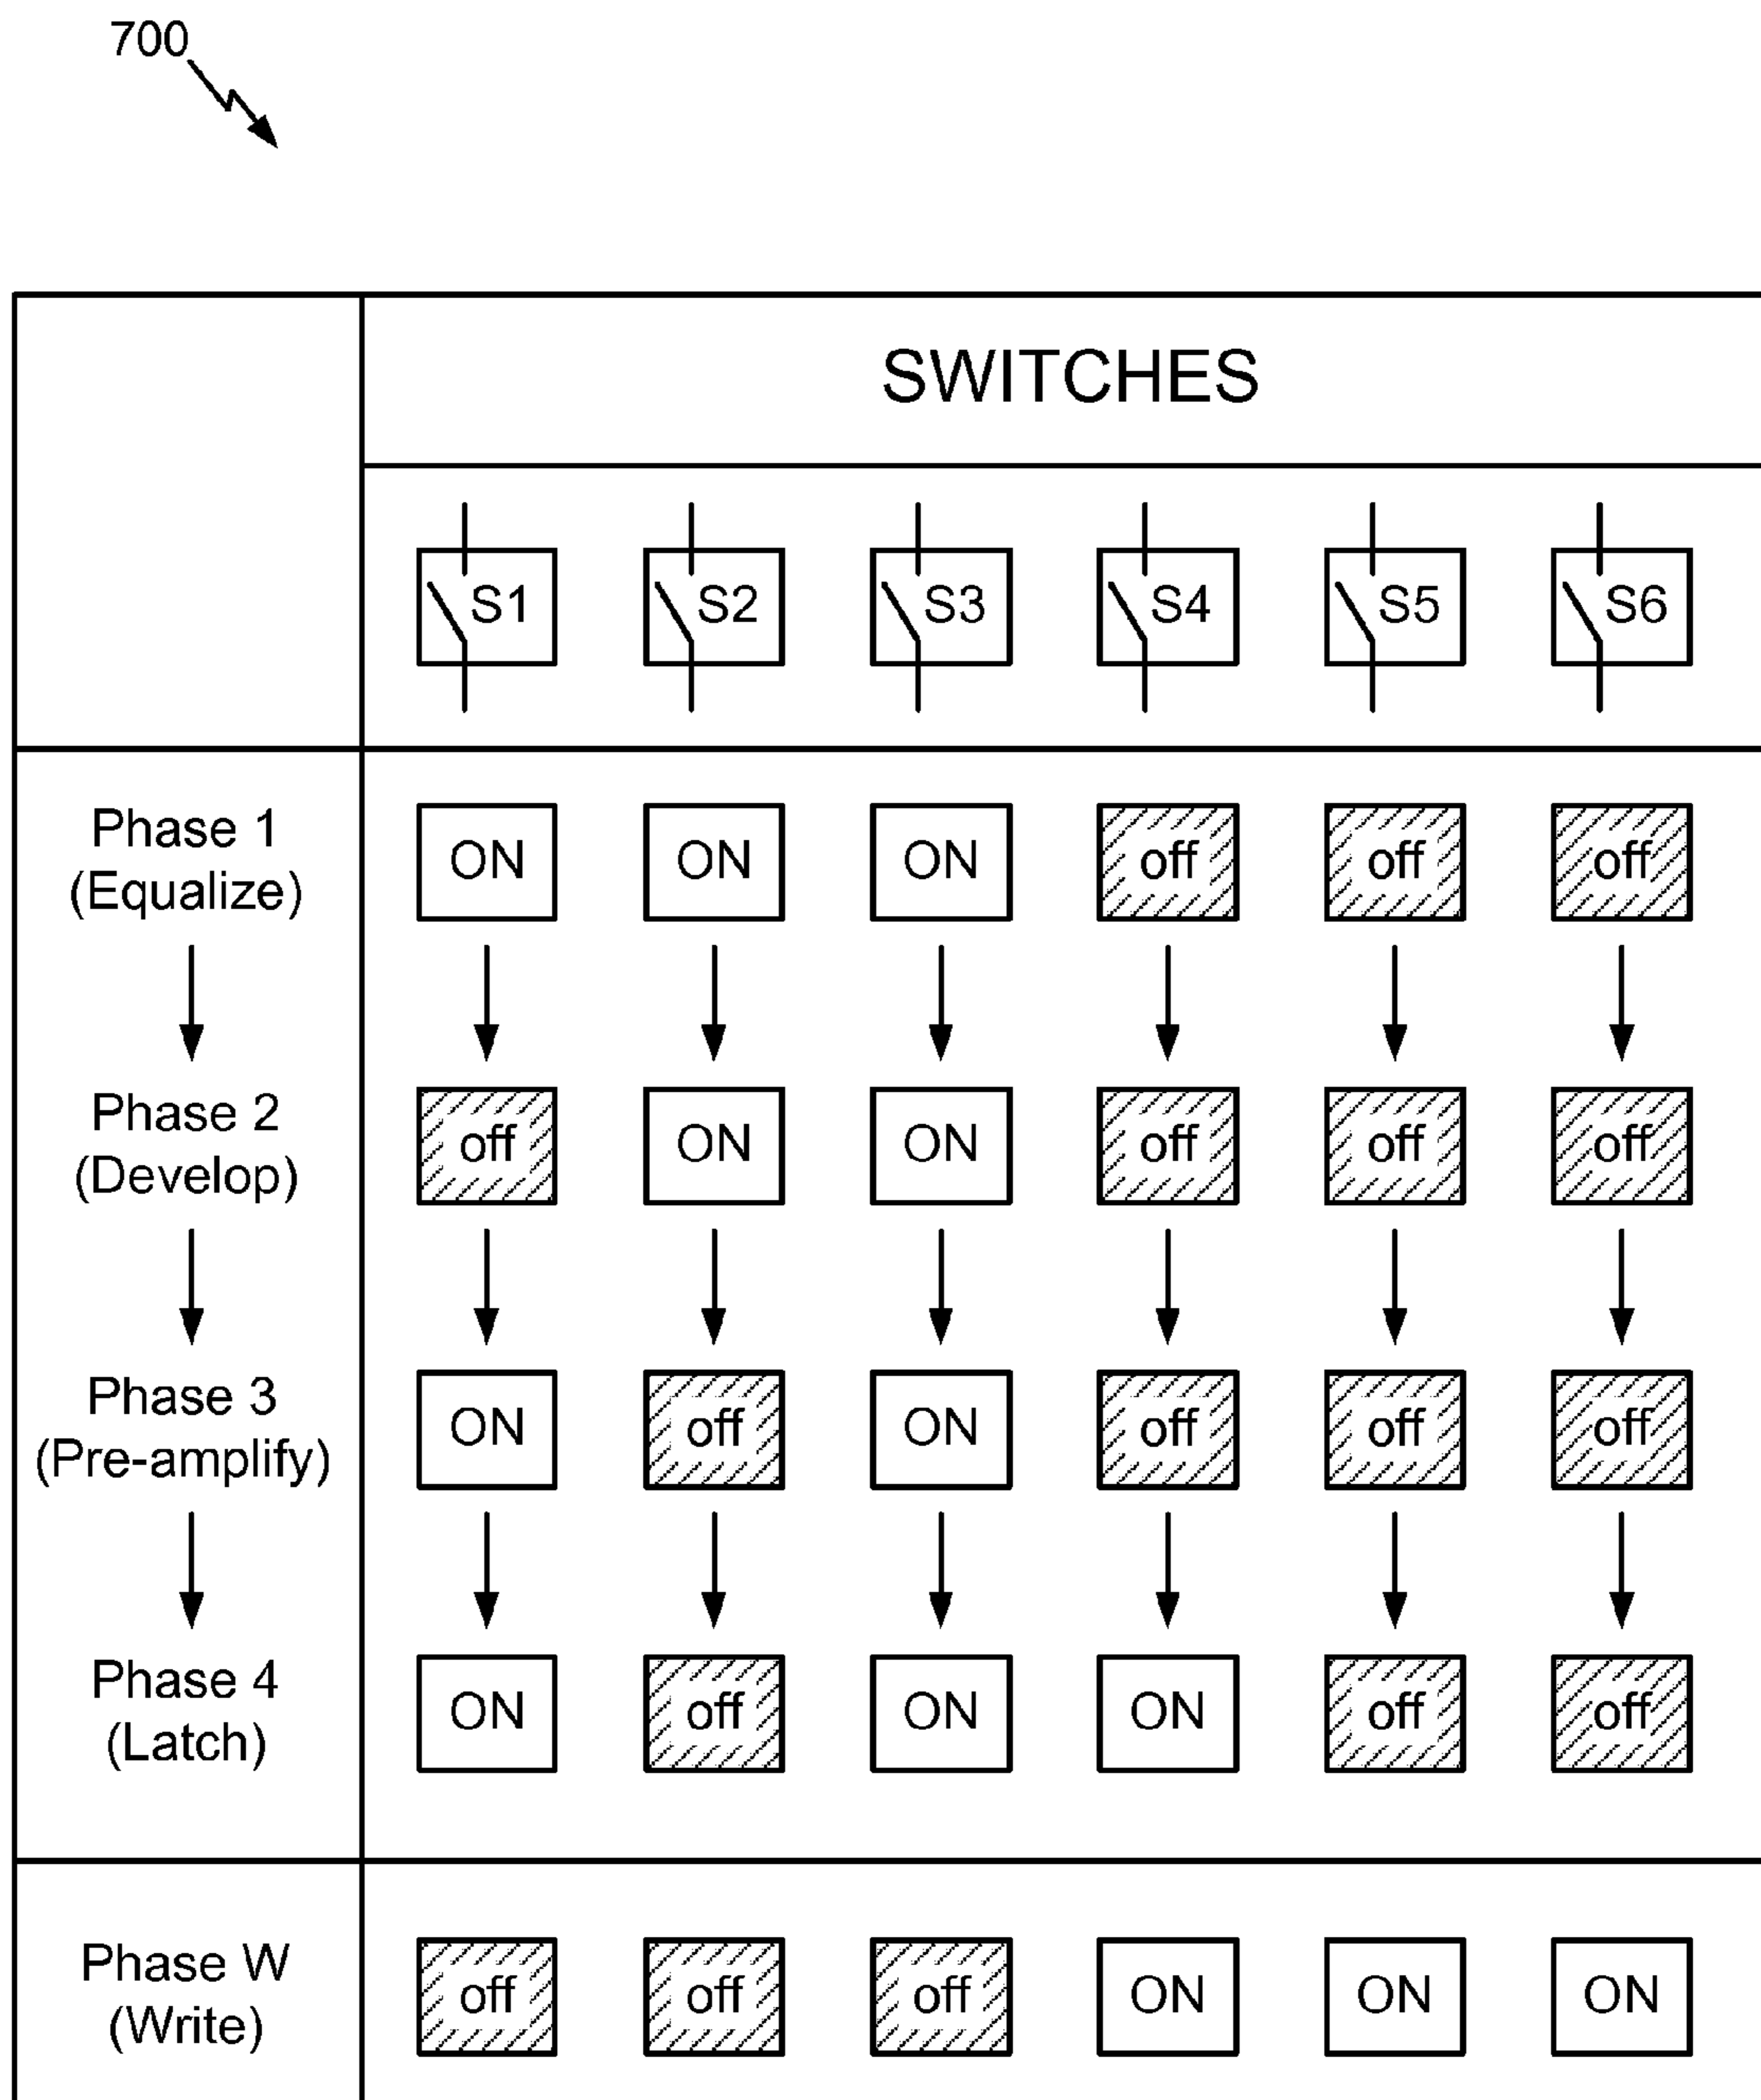 700
SWITCHES
S1 S2 S3 S4 S5 S6
Phase 1
(Equalize)
ON ON ON off off off
Phase 2
(Develop)
off ON ON off off off
Phase 3
(Pre-amplify)
ON off ON off off off
Phase 4
(Latch)
ON off ON ON off off
Phase W
(Write)
off off off ON ON ON